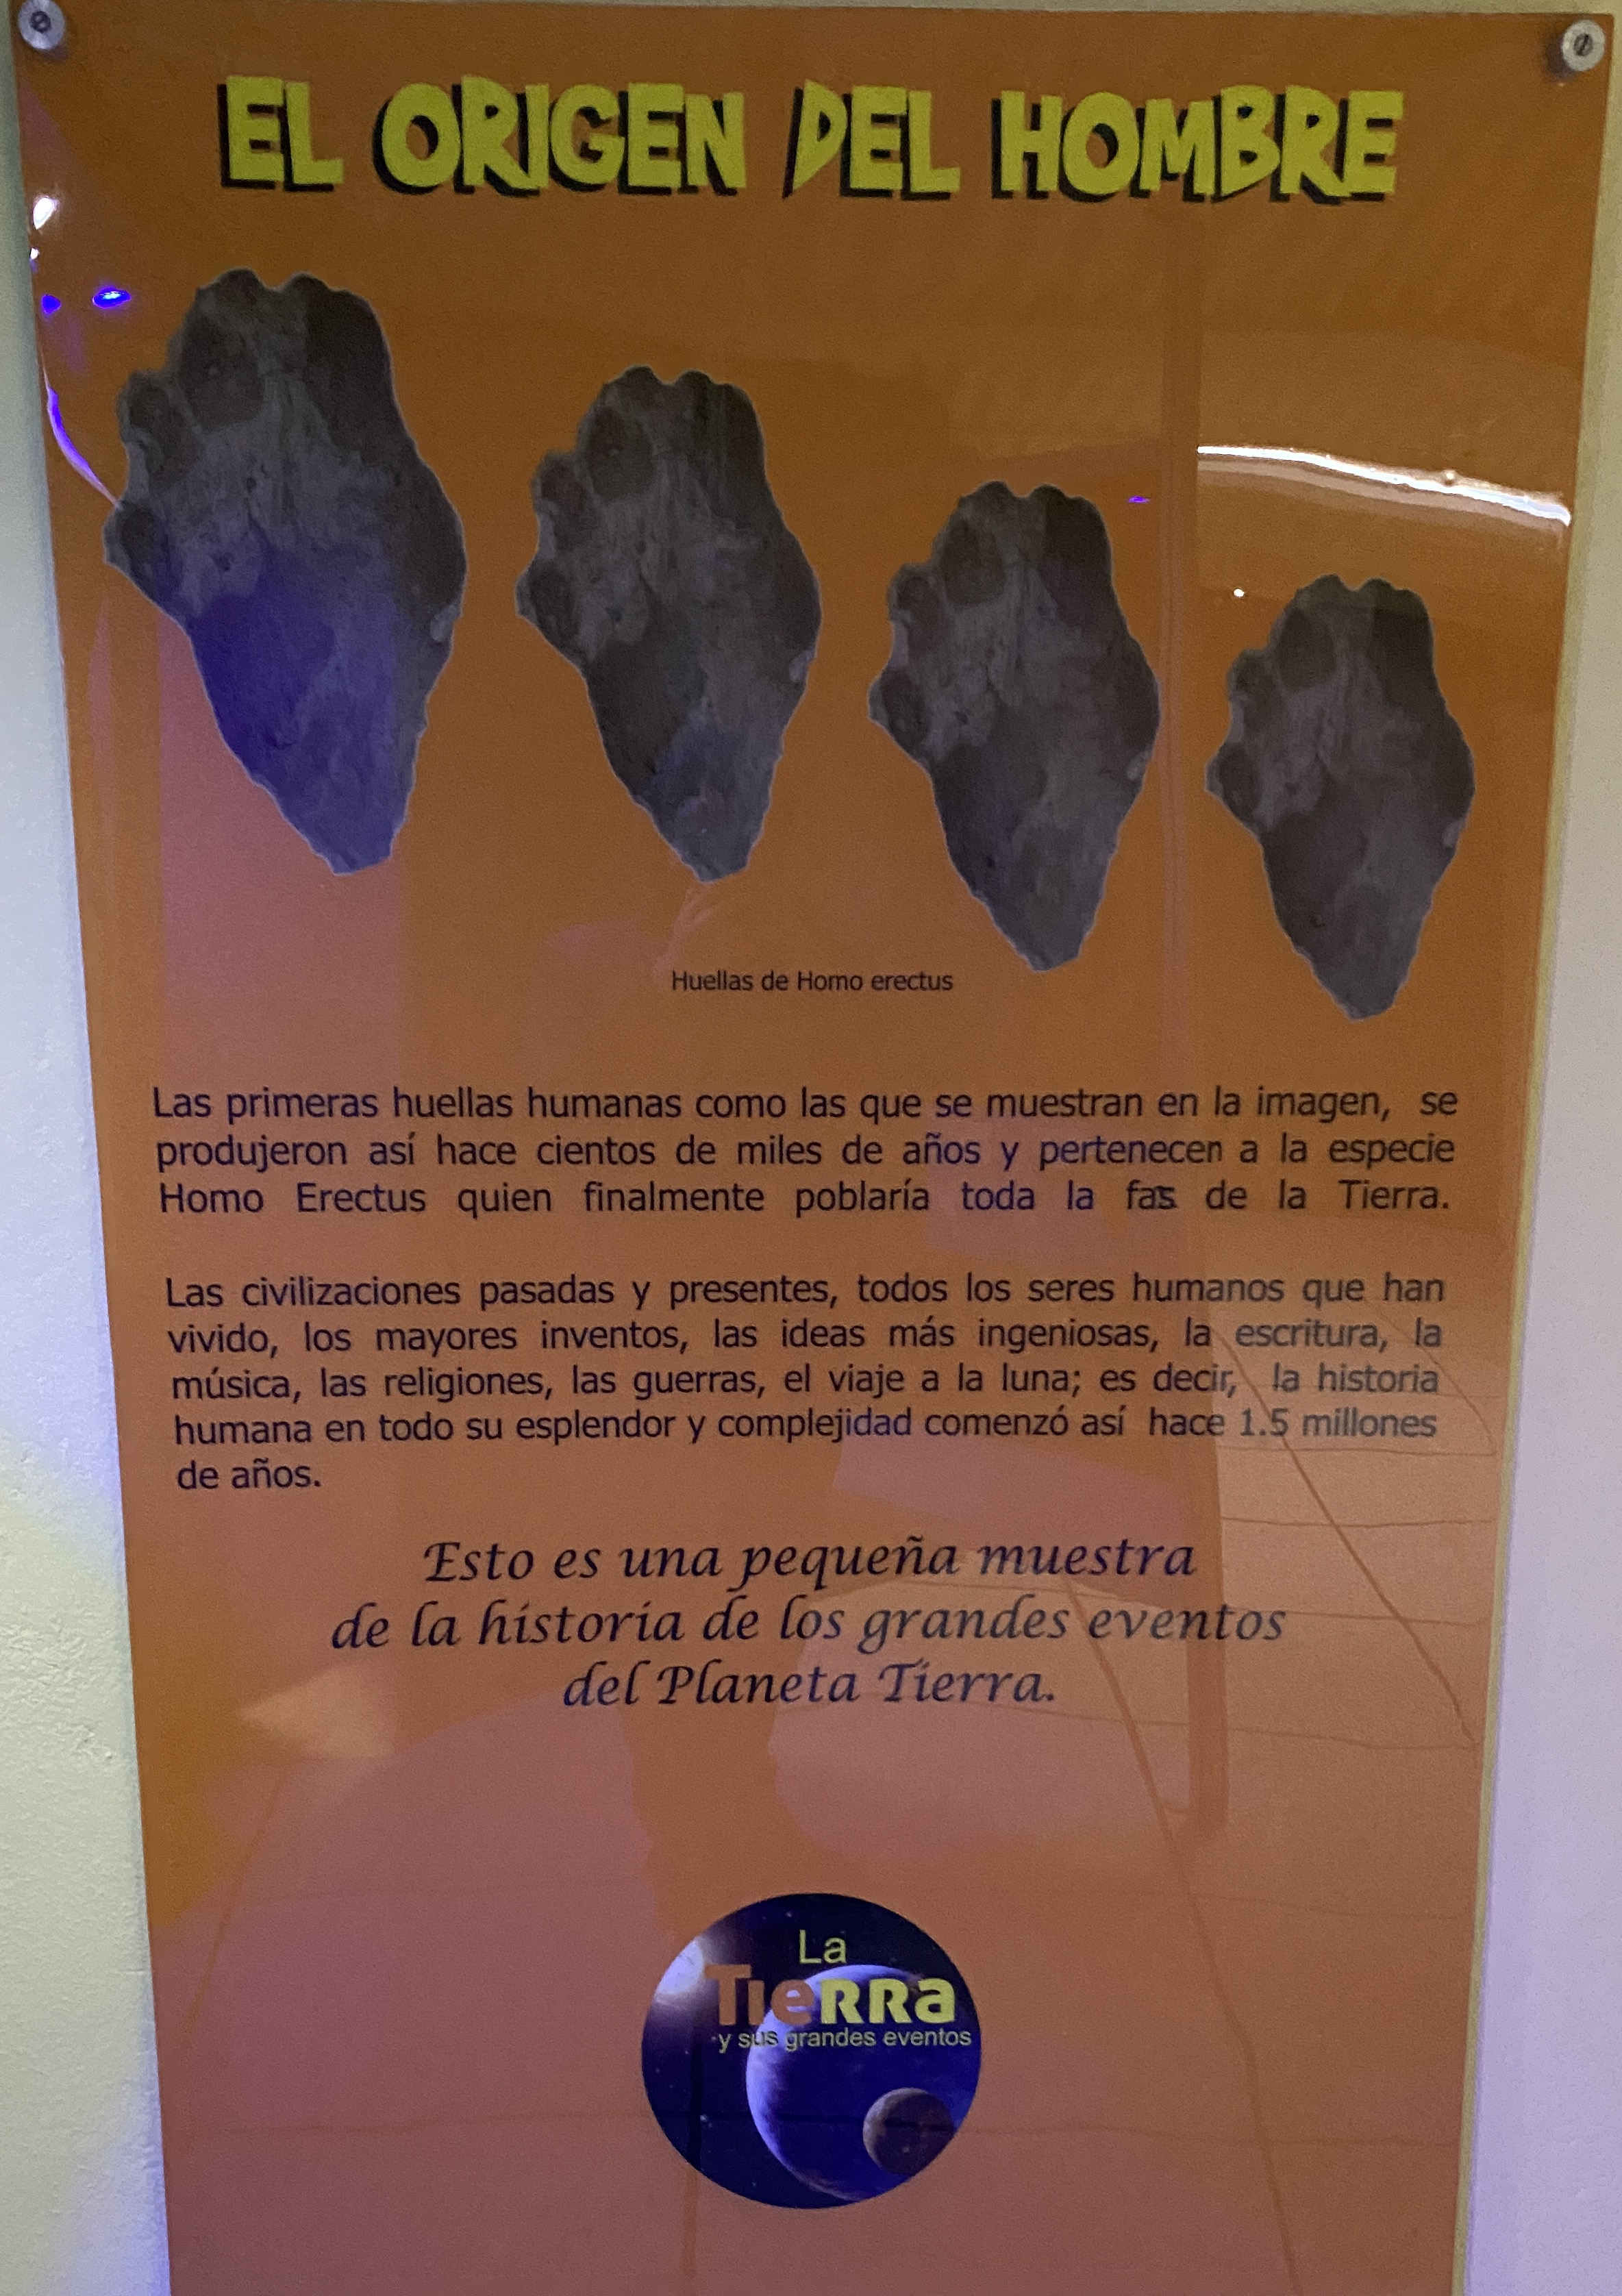 EL ORIGEN DEL HOMBRE
Huellas de Homo erectus
Las primeras huellas humanas como las que se muestran en la imagen, se
produjeron así hace cientos de miles de años y pertenecen a la especie
Homo Erectus quien finalmente poblaría toda la fas de la Tierra.
Las civilizaciones pasadas y presentes, todos los seres humanos que han
vivido, los mayores inventos, las ideas más ingeniosas, la escritura, la
música, las religiones, las guerras, el viaje a la luna; es decir, la historia
humana en todo su esplendor y complejidad comenzó así hace 1.5 millones
de años.
Esto es una pequeña muestra
de la historia de los grandes eventos
del Planeta Tierra.
La
Tierra
y sus grandes eventos